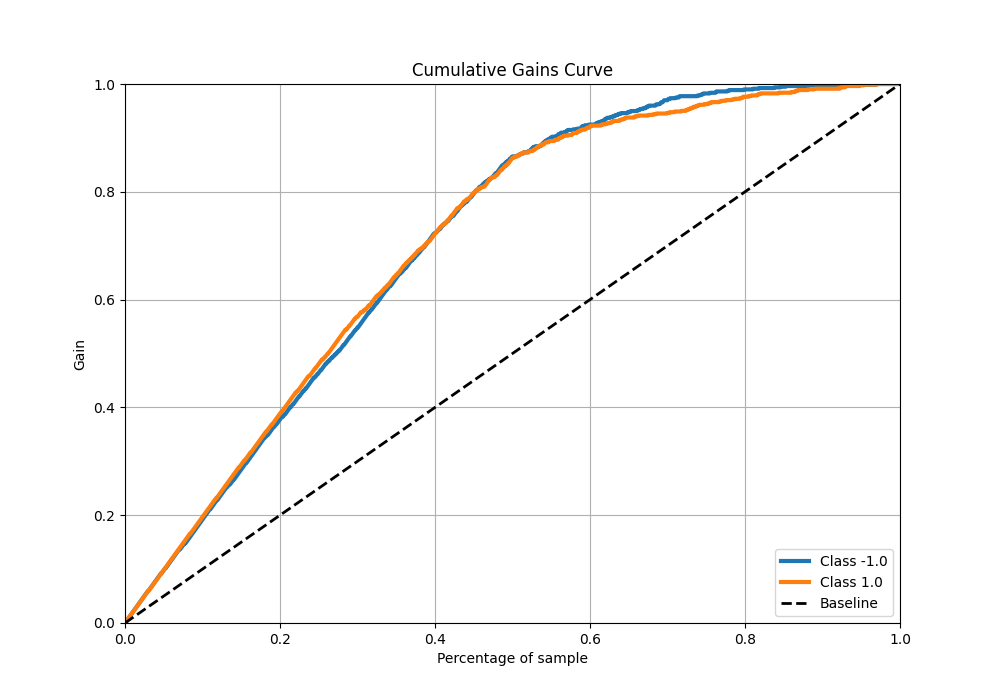 Cumulative Gains Curve
1.0
0.8
0.6
0.4
0.2
0.0
Gain
0.0 0.2 0.4 0.6 0.8 1.0
Percentage of sample
Class -1.0
Class 1.0
Baseline